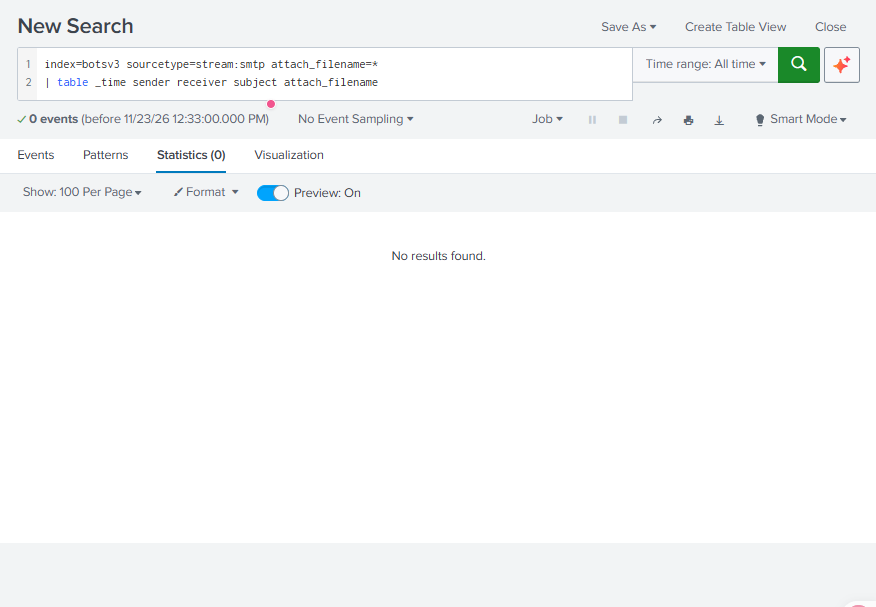 New Search
Save As
Create Table View
Close
1 index=botsv3 sourcetype=stream:smtp attach_filename=*
2 | table _time sender receiver subject attach_filename
Time range: All time
0 events (before 11/23/26 12:33:00.000 PM)
No Event Sampling
Job
Smart Mode
Events
Patterns
Statistics (0)
Visualization
Show: 100 Per Page
Format
Preview: On
No results found.